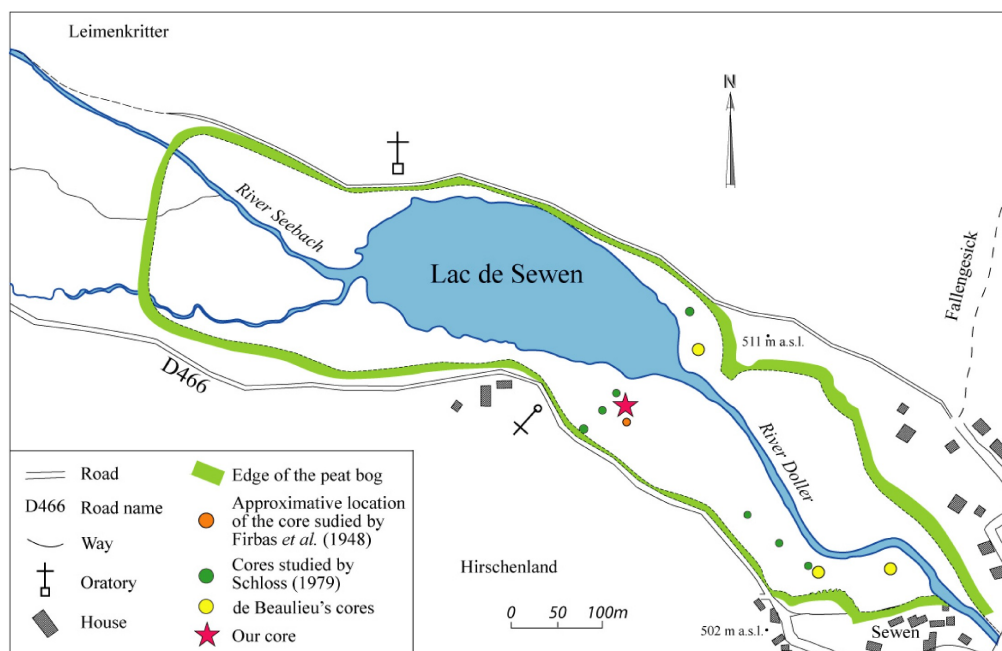 Leimenkritter
N
River Seebach
Lac de Sewen
Fallengesick
511 m a.s.l.
D466
River Doller
Hirschenland
0 50 100m
502 m a.s.l.
Sewen
Road
D466 Road name
Way
Oratory
House
Edge of the peat bog
Approximative location
of the core sudied by
Firbas et al. (1948)
Cores studied by
Schloss (1979)
de Beaulieu's cores
Our core